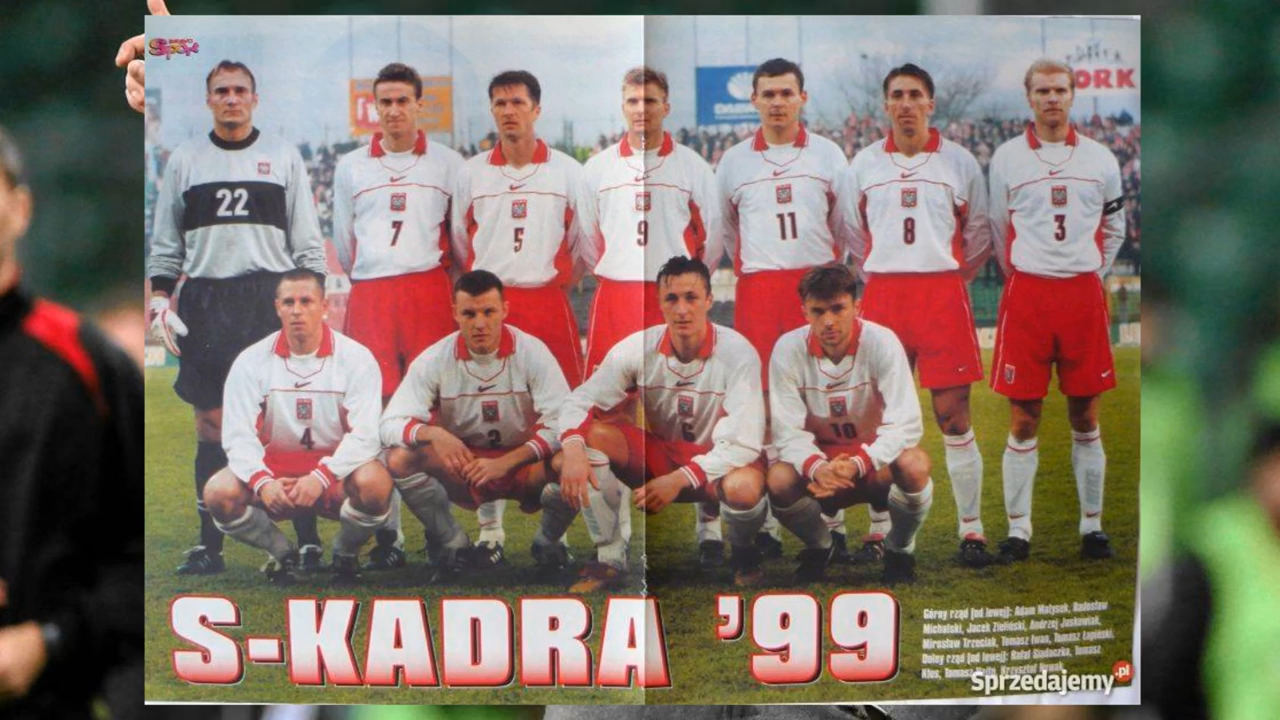 Sport
ORK
22
7
5
9
11
8
3
4
2
6
10
S-KADRA '99
Górny rząd (od lewej): Adam Matysek, Radosław
Michalski, Jacek Zieliński, Andrzej Juskowiak,
Mirosław Trzeciak, Tomasz Iwan, Tomasz Łapiński.
Dolny rząd (od lewej): Rafał Siadaczka, Tomasz
Kłos, Tomasz Hajto, Krzysztof Nowak.
Sprzedajemy.pl